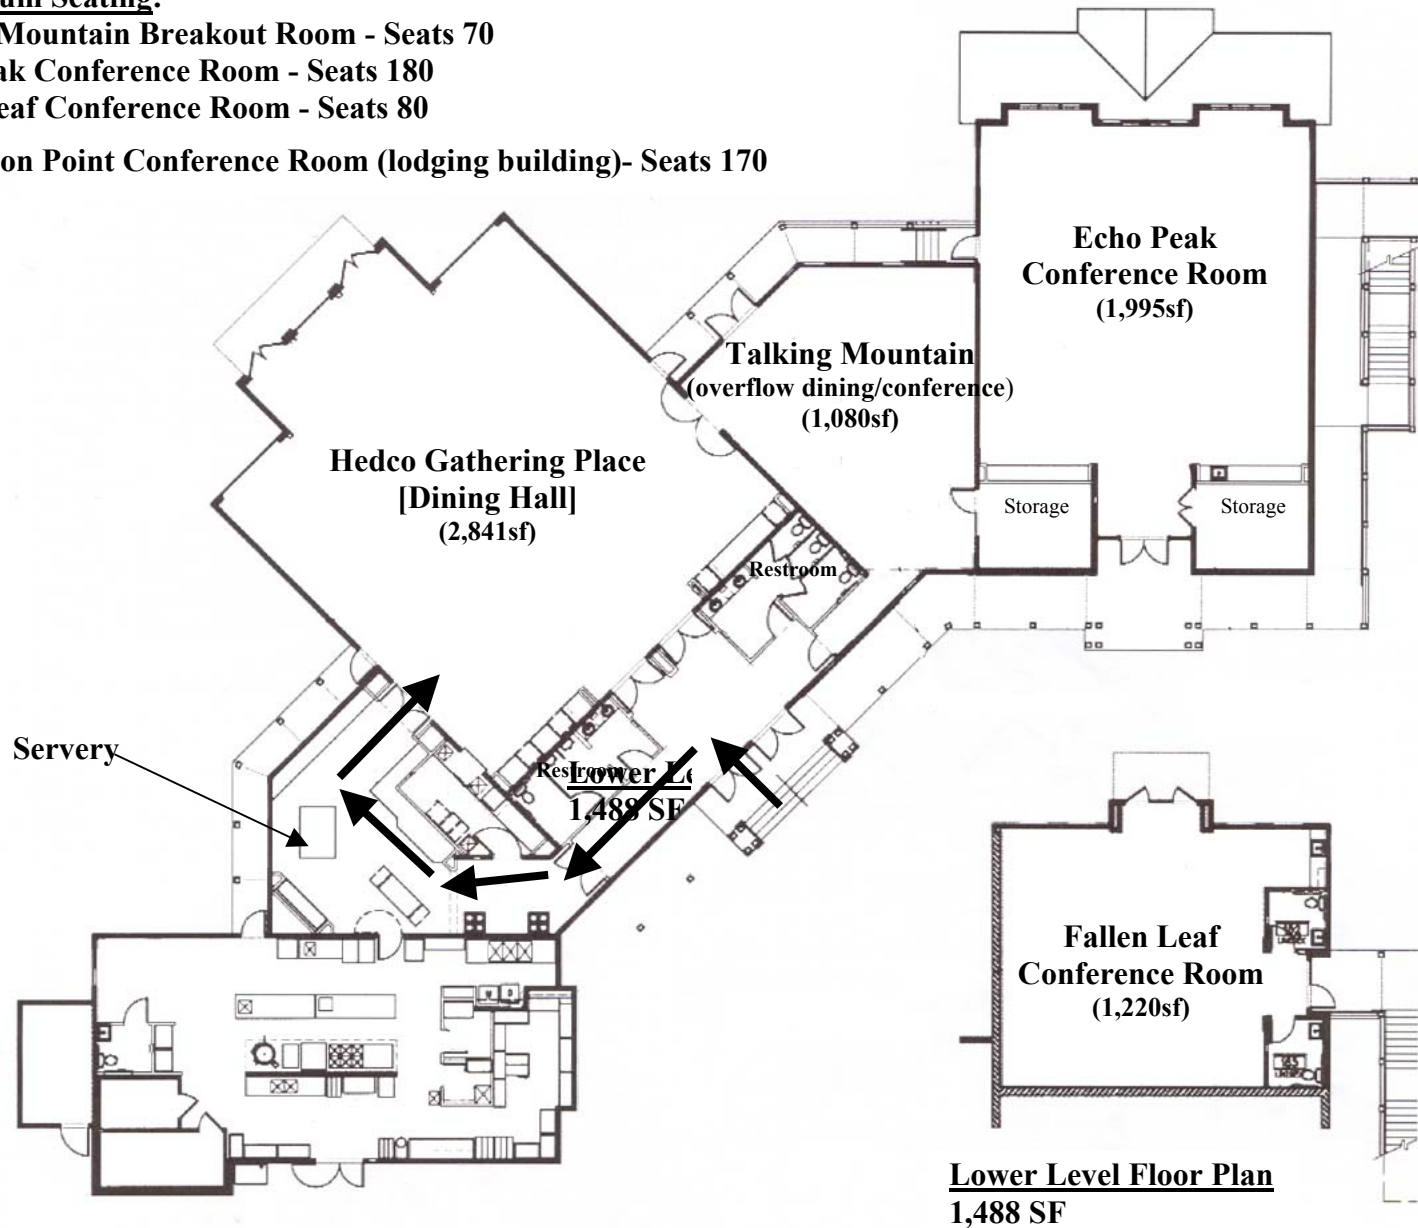 Seating:
Mountain Breakout Room - Seats 70
ak Conference Room - Seats 180
eaf Conference Room - Seats 80
on Point Conference Room (lodging building)- Seats 170
Echo Peak
Conference Room
(1,995sf)
Talking Mountain
(overflow dining/conference)
(1,080sf)
Hedco Gathering Place
[Dining Hall]
(2,841sf)
Storage
Storage
Restroom
Servery
Restroom
Lower Le
1,488 SF
Fallen Leaf
Conference Room
(1,220sf)
Lower Level Floor Plan
1,488 SF